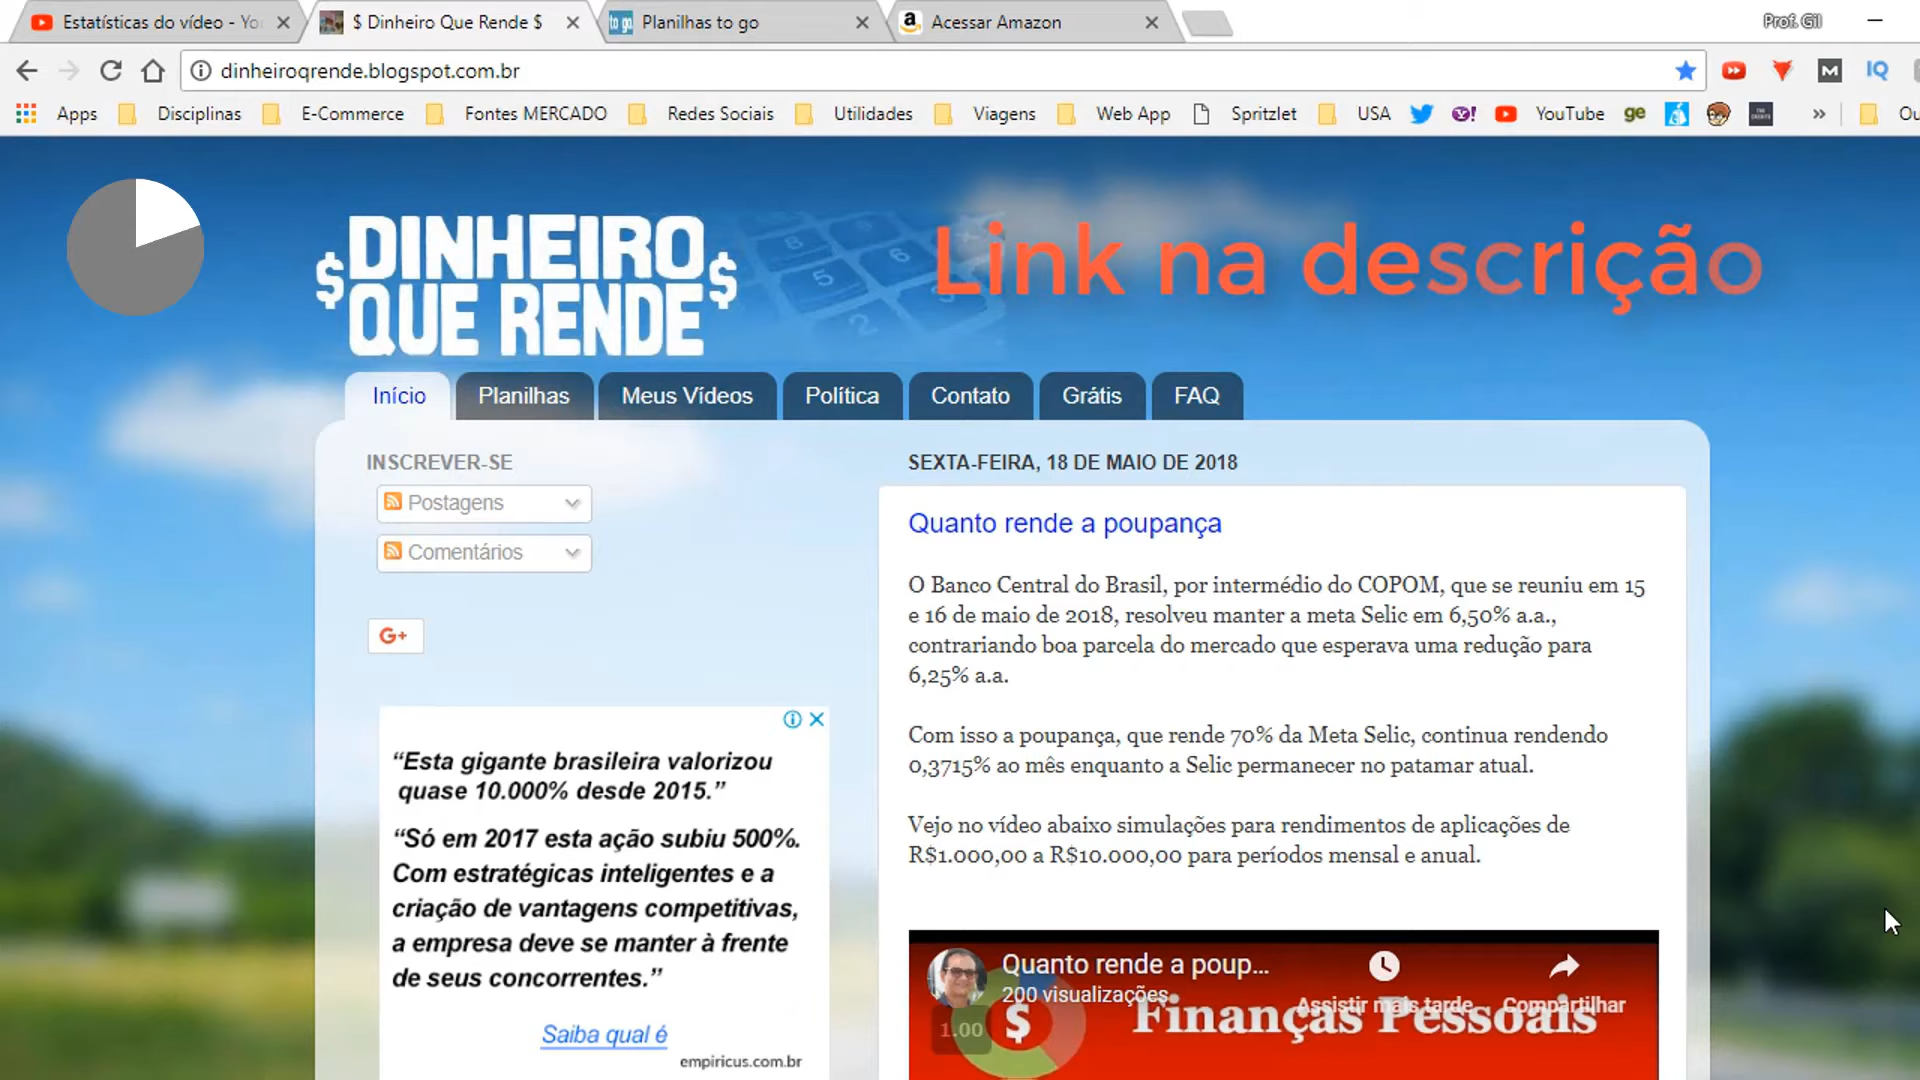 Estatísticas do vídeo - Yo
$ Dinheiro Que Rende $
Planilhas to go
Acessar Amazon
Prof. Gil
dinheiroqrende.blogspot.com.br
Apps
Disciplinas
E-Commerce
Fontes MERCADO
Redes Sociais
Utilidades
Viagens
Web App
Spritzlet
USA
YouTube
ge
»
Ou
$DINHEIRO
QUE RENDE$
Link na descrição
Início
Planilhas
Meus Vídeos
Política
Contato
Grátis
FAQ
INSCREVER-SE
Postagens
Comentários
G+
“Esta gigante brasileira valorizou
quase 10.000% desde 2015.”
“Só em 2017 esta ação subiu 500%.
Com estratégicas inteligentes e a
criação de vantagens competitivas,
a empresa deve se manter à frente
de seus concorrentes.”
Saiba qual é
empiricus.com.br
SEXTA-FEIRA, 18 DE MAIO DE 2018
Quanto rende a poupança
O Banco Central do Brasil, por intermédio do COPOM, que se reuniu em 15
e 16 de maio de 2018, resolveu manter a meta Selic em 6,50% a.a.,
contrariando boa parcela do mercado que esperava uma redução para
6,25% a.a.
Com isso a poupança, que rende 70% da Meta Selic, continua rendendo
0,3715% ao mês enquanto a Selic permanecer no patamar atual.
Vejo no vídeo abaixo simulações para rendimentos de aplicações de
R$1.000,00 a R$10.000,00 para períodos mensal e anual.
Quanto rende a poup...
200 visualizações
Assistir mais tarde
Compartilhar
1.00
$
Finanças Pessoais